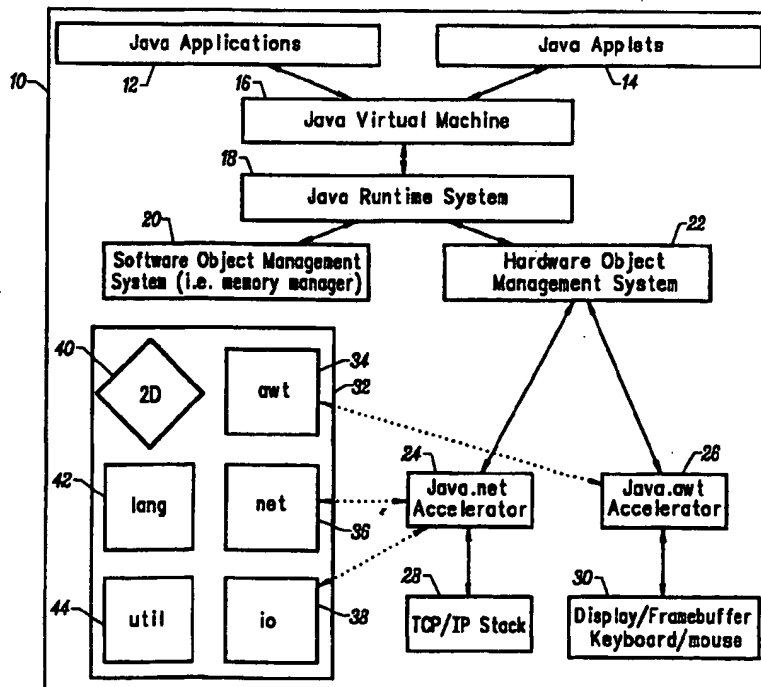 Java Applications
Java Applets
10
12
14
16
Java Virtual Machine
18
Java Runtime System
20
22
Software Object Management
System (i.e. memory manager)
Hardware Object
Management System
40
2D
34
awt
32
24
Java.net
Accelerator
26
Java.awt
Accelerator
42
lang
net
36
28
TCP/IP Stack
30
Display/Framebuffer
Keyboard/mouse
44
util
io
38